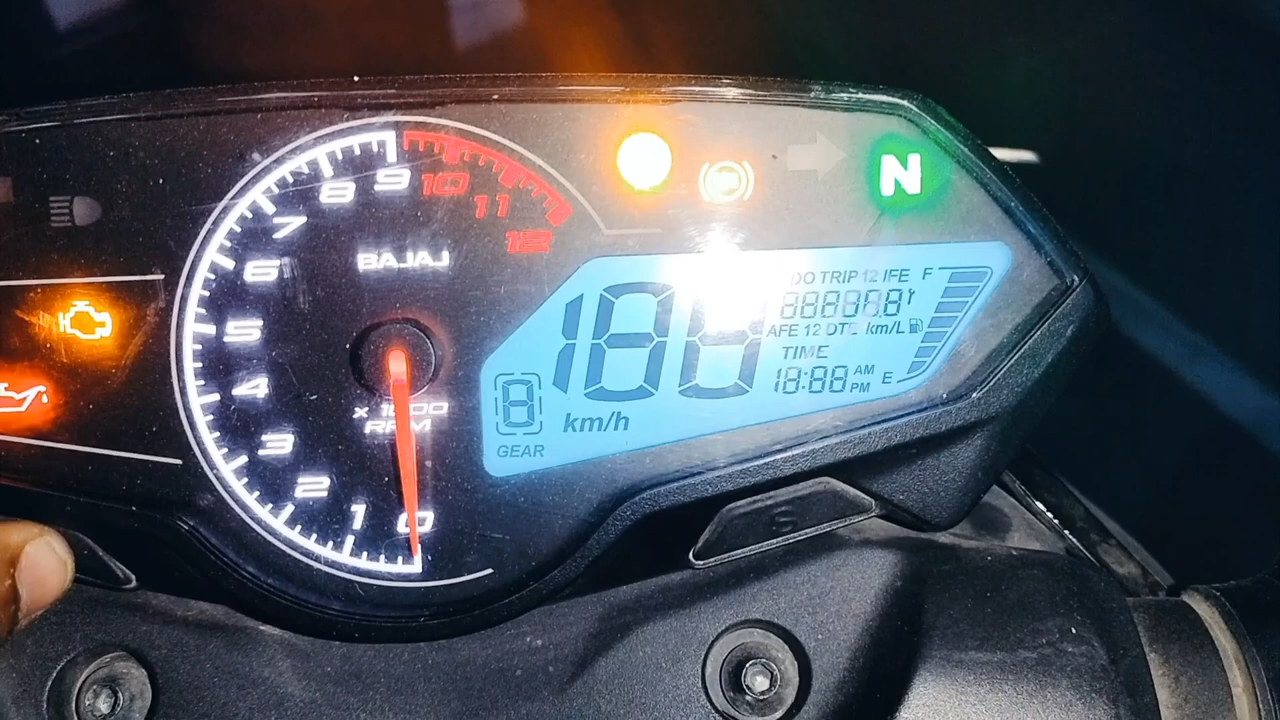 9
8
10
7
11
12
6
BAJAJ
5
4
x 1000
RPM
3
2
1
0
N
188
km/h
8
GEAR
TRIP 12 IFE F
888888
AFE 12 DTE km/L
TIME
18:88 AM
PM E
S